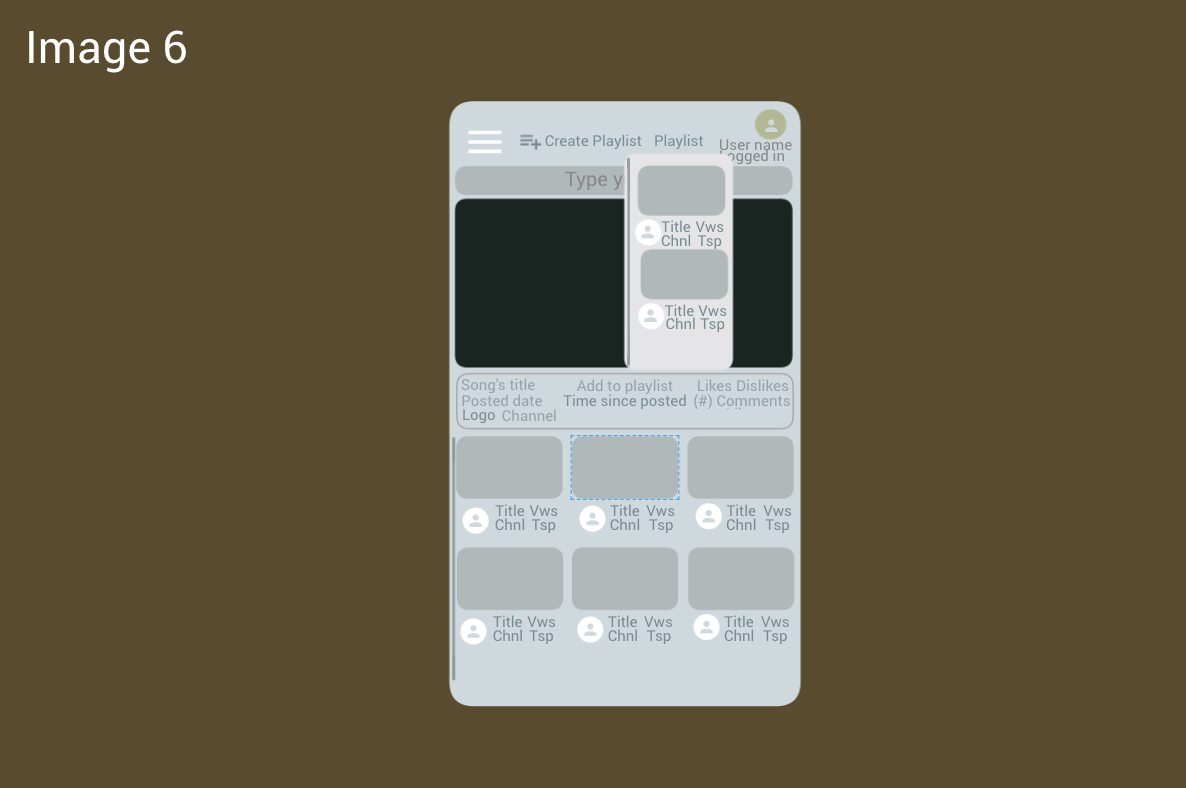 Image 6
Create Playlist Playlist
User name
Logged in
Type y
Title Vws
Chnl Tsp
Title Vws
Chnl Tsp
Song's title Add to playlist Likes Dislikes
Posted date Time since posted (#) Comments
Logo Channel
Title Vws Title Vws Title Vws
Chnl Tsp Chnl Tsp Chnl Tsp
Title Vws Title Vws Title Vws
Chnl Tsp Chnl Tsp Chnl Tsp